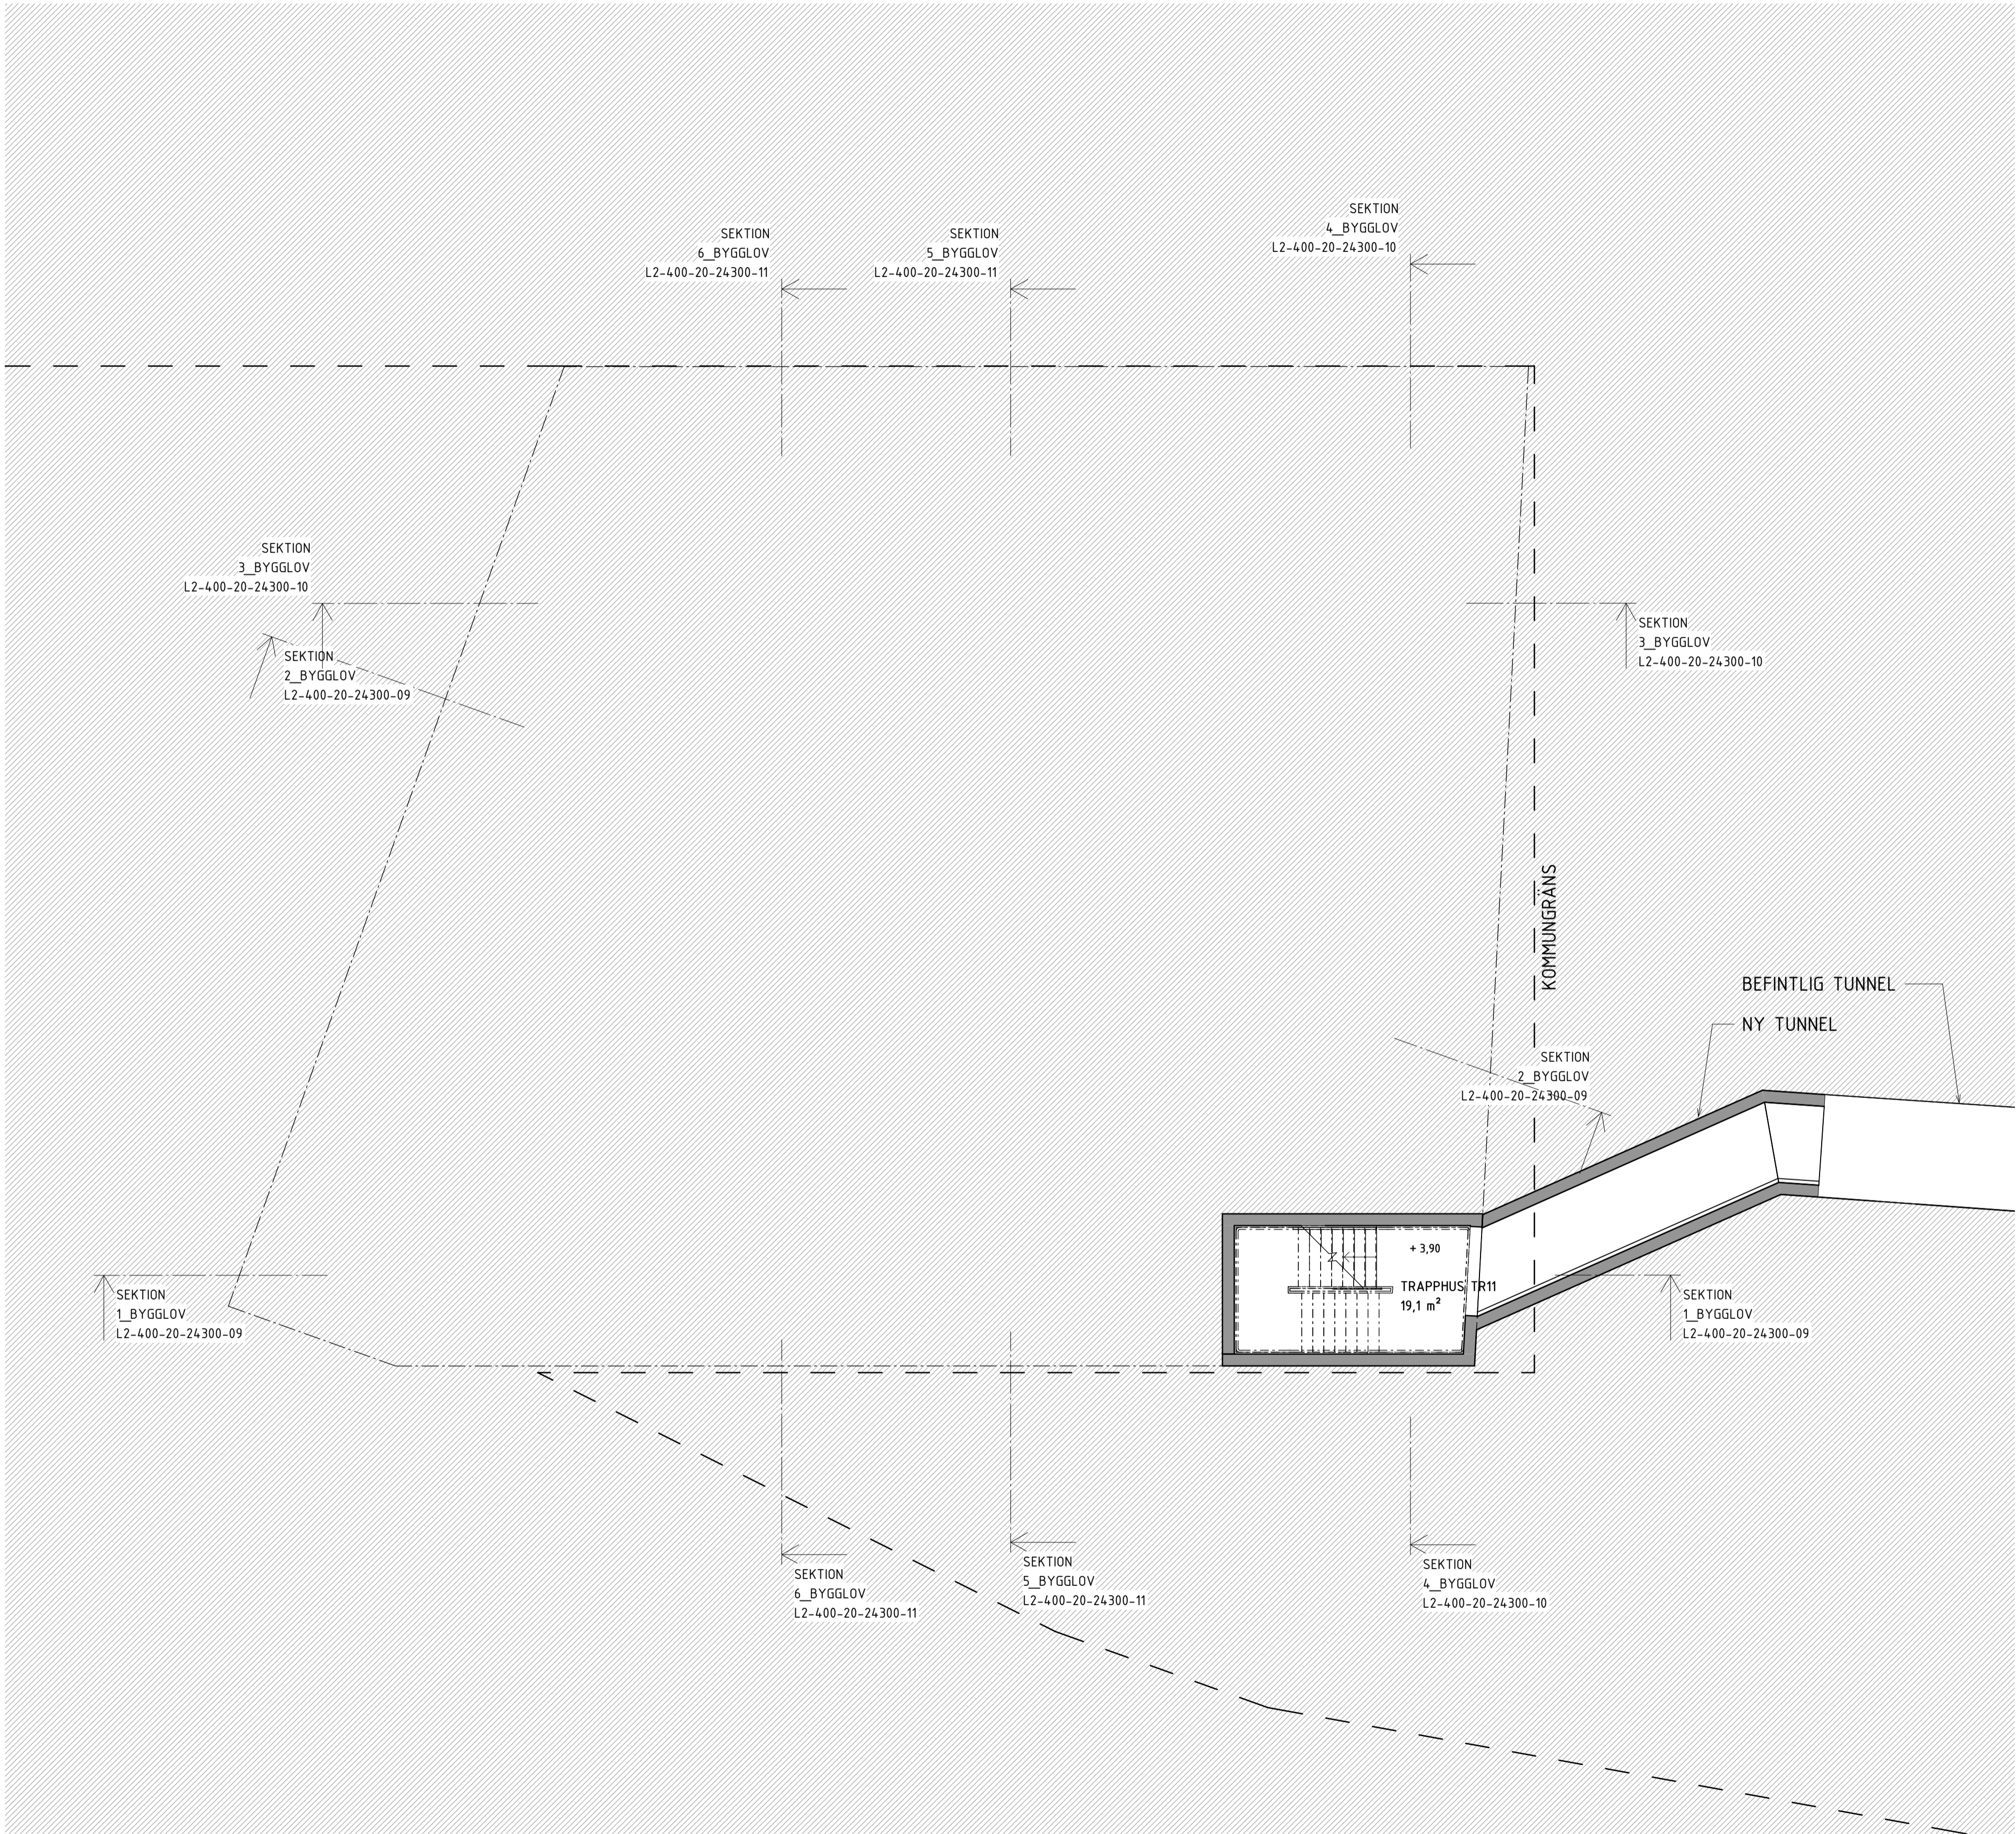 SEKTION
4_BYGGLOV
L2-400-20-24300-10
SEKTION
6_BYGGLOV
L2-400-20-24300-11
SEKTION
5_BYGGLOV
L2-400-20-24300-11
SEKTION
3_BYGGLOV
L2-400-20-24300-10
SEKTION
2_BYGGLOV
L2-400-20-24300-09
SEKTION
3_BYGGLOV
L2-400-20-24300-10
KOMMUNGRÄNS
BEFINTLIG TUNNEL
NY TUNNEL
SEKTION
2_BYGGLOV
L2-400-20-24300-09
+ 3,90
TRAPPHUS TR11
19,1 m²
SEKTION
1_BYGGLOV
L2-400-20-24300-09
SEKTION
1_BYGGLOV
L2-400-20-24300-09
SEKTION
6_BYGGLOV
L2-400-20-24300-11
SEKTION
5_BYGGLOV
L2-400-20-24300-11
SEKTION
4_BYGGLOV
L2-400-20-24300-10